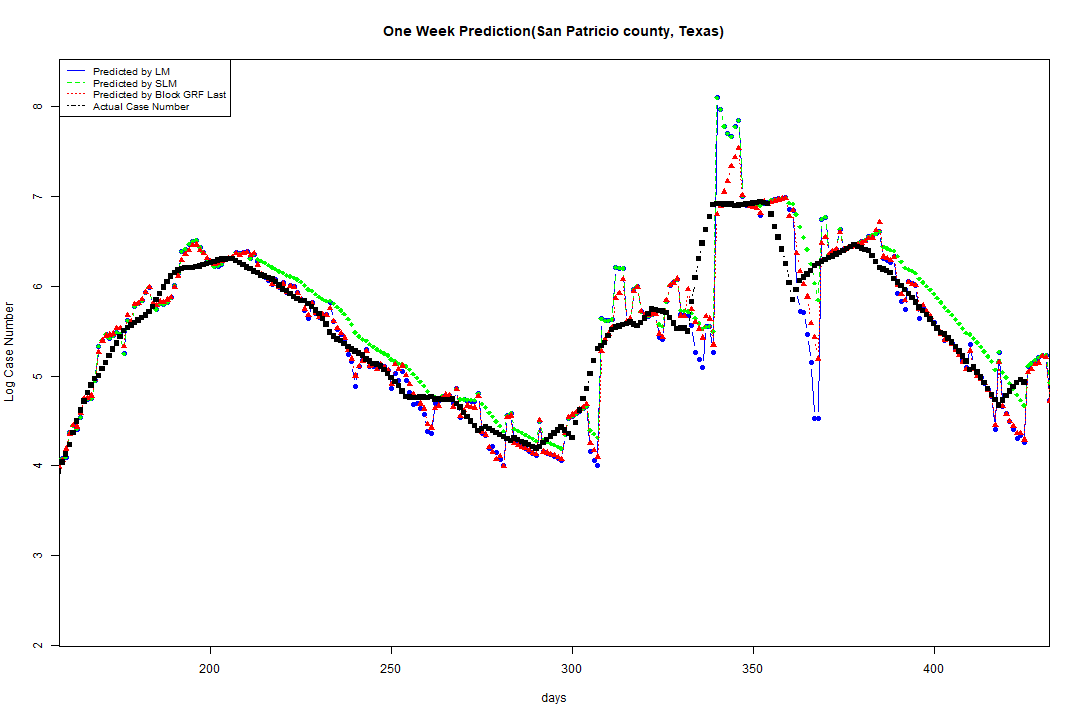 One Week Prediction(San Patricio county, Texas)
Predicted by LM
Predicted by SLM
Predicted by Block GRF Last
Actual Case Number
8
7
6
5
4
3
2
Log Case Number
200
250
300
350
400
days